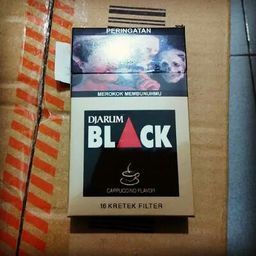 PERINGATAN
MEROKOK MEMBUNUHMU
DJARUM
BLACK
CAPPUCCINO FLAVOR
16 KRETEK FILTER